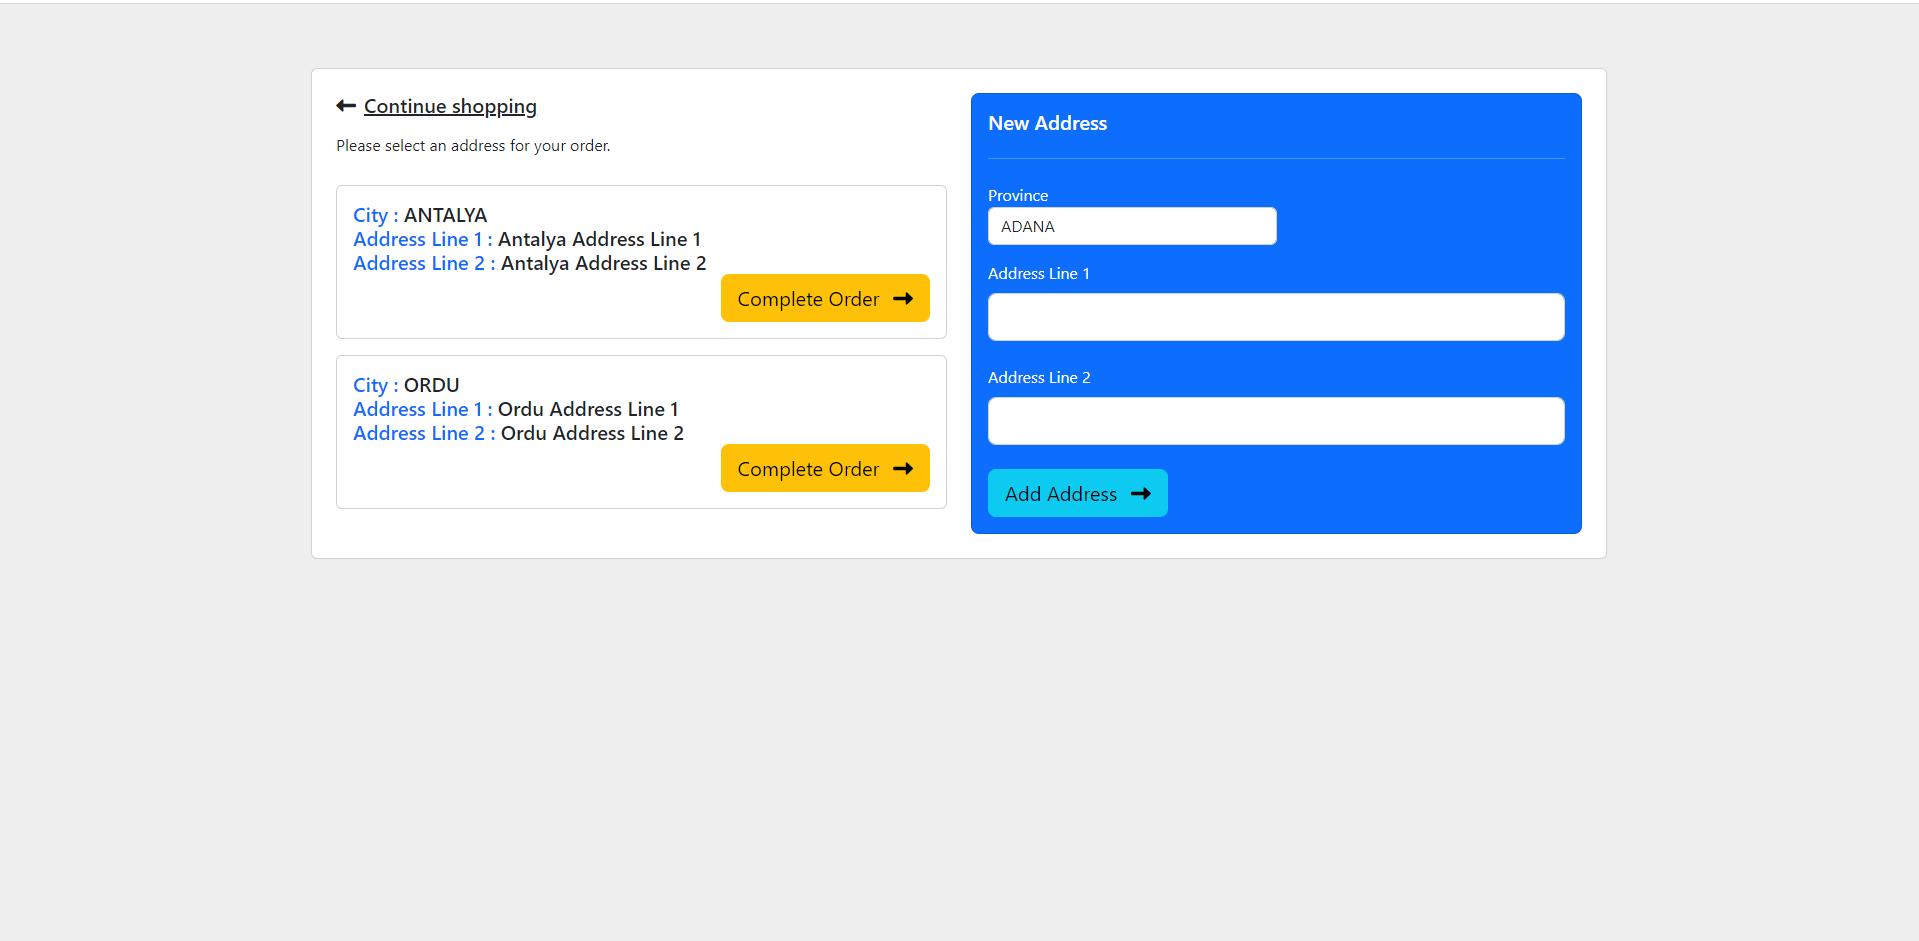 Continue shopping
Please select an address for your order.
City : ANTALYA
Address Line 1 : Antalya Address Line 1
Address Line 2 : Antalya Address Line 2
Complete Order
City : ORDU
Address Line 1 : Ordu Address Line 1
Address Line 2 : Ordu Address Line 2
Complete Order
New Address
Province
ADANA
Address Line 1
Address Line 2
Add Address